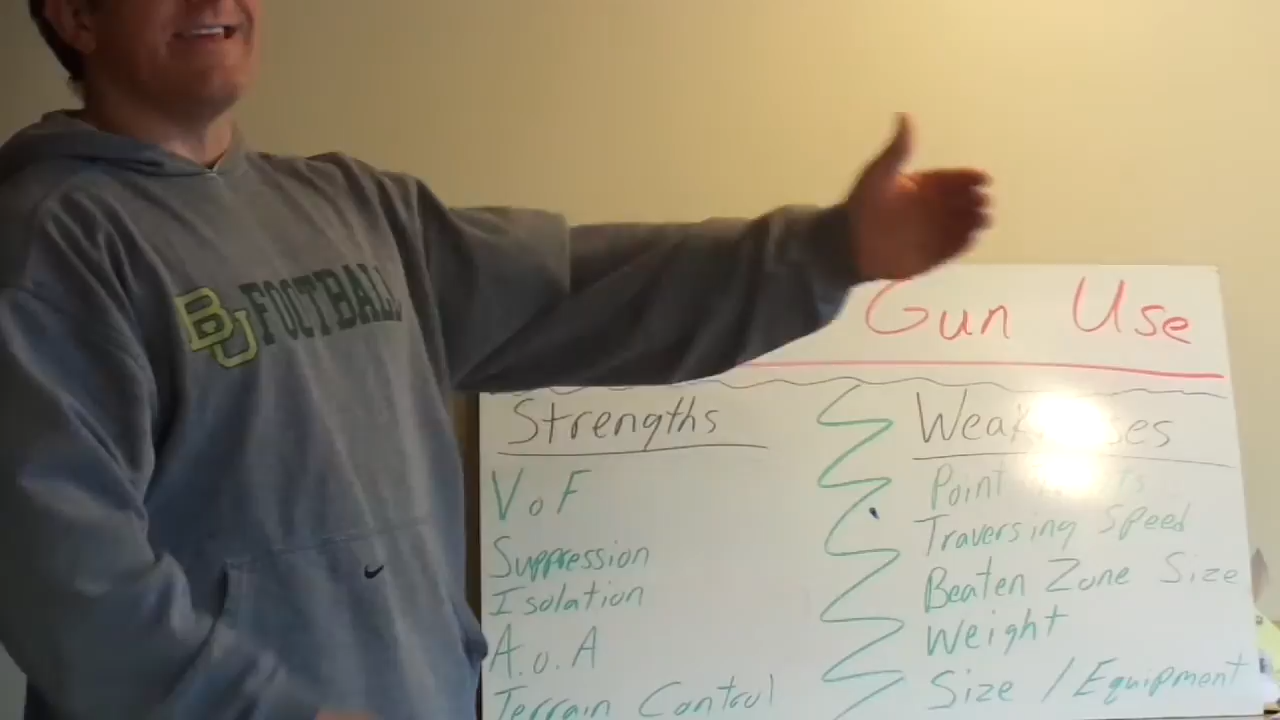 BU FOOTBALL
Gun Use
Strengths
Weaknesses
VoF
Point
Suppression
Traversing Speed
Isolation
Beaten Zone Size
A.o.A
Weight
Terrain Control
Size / Equipment